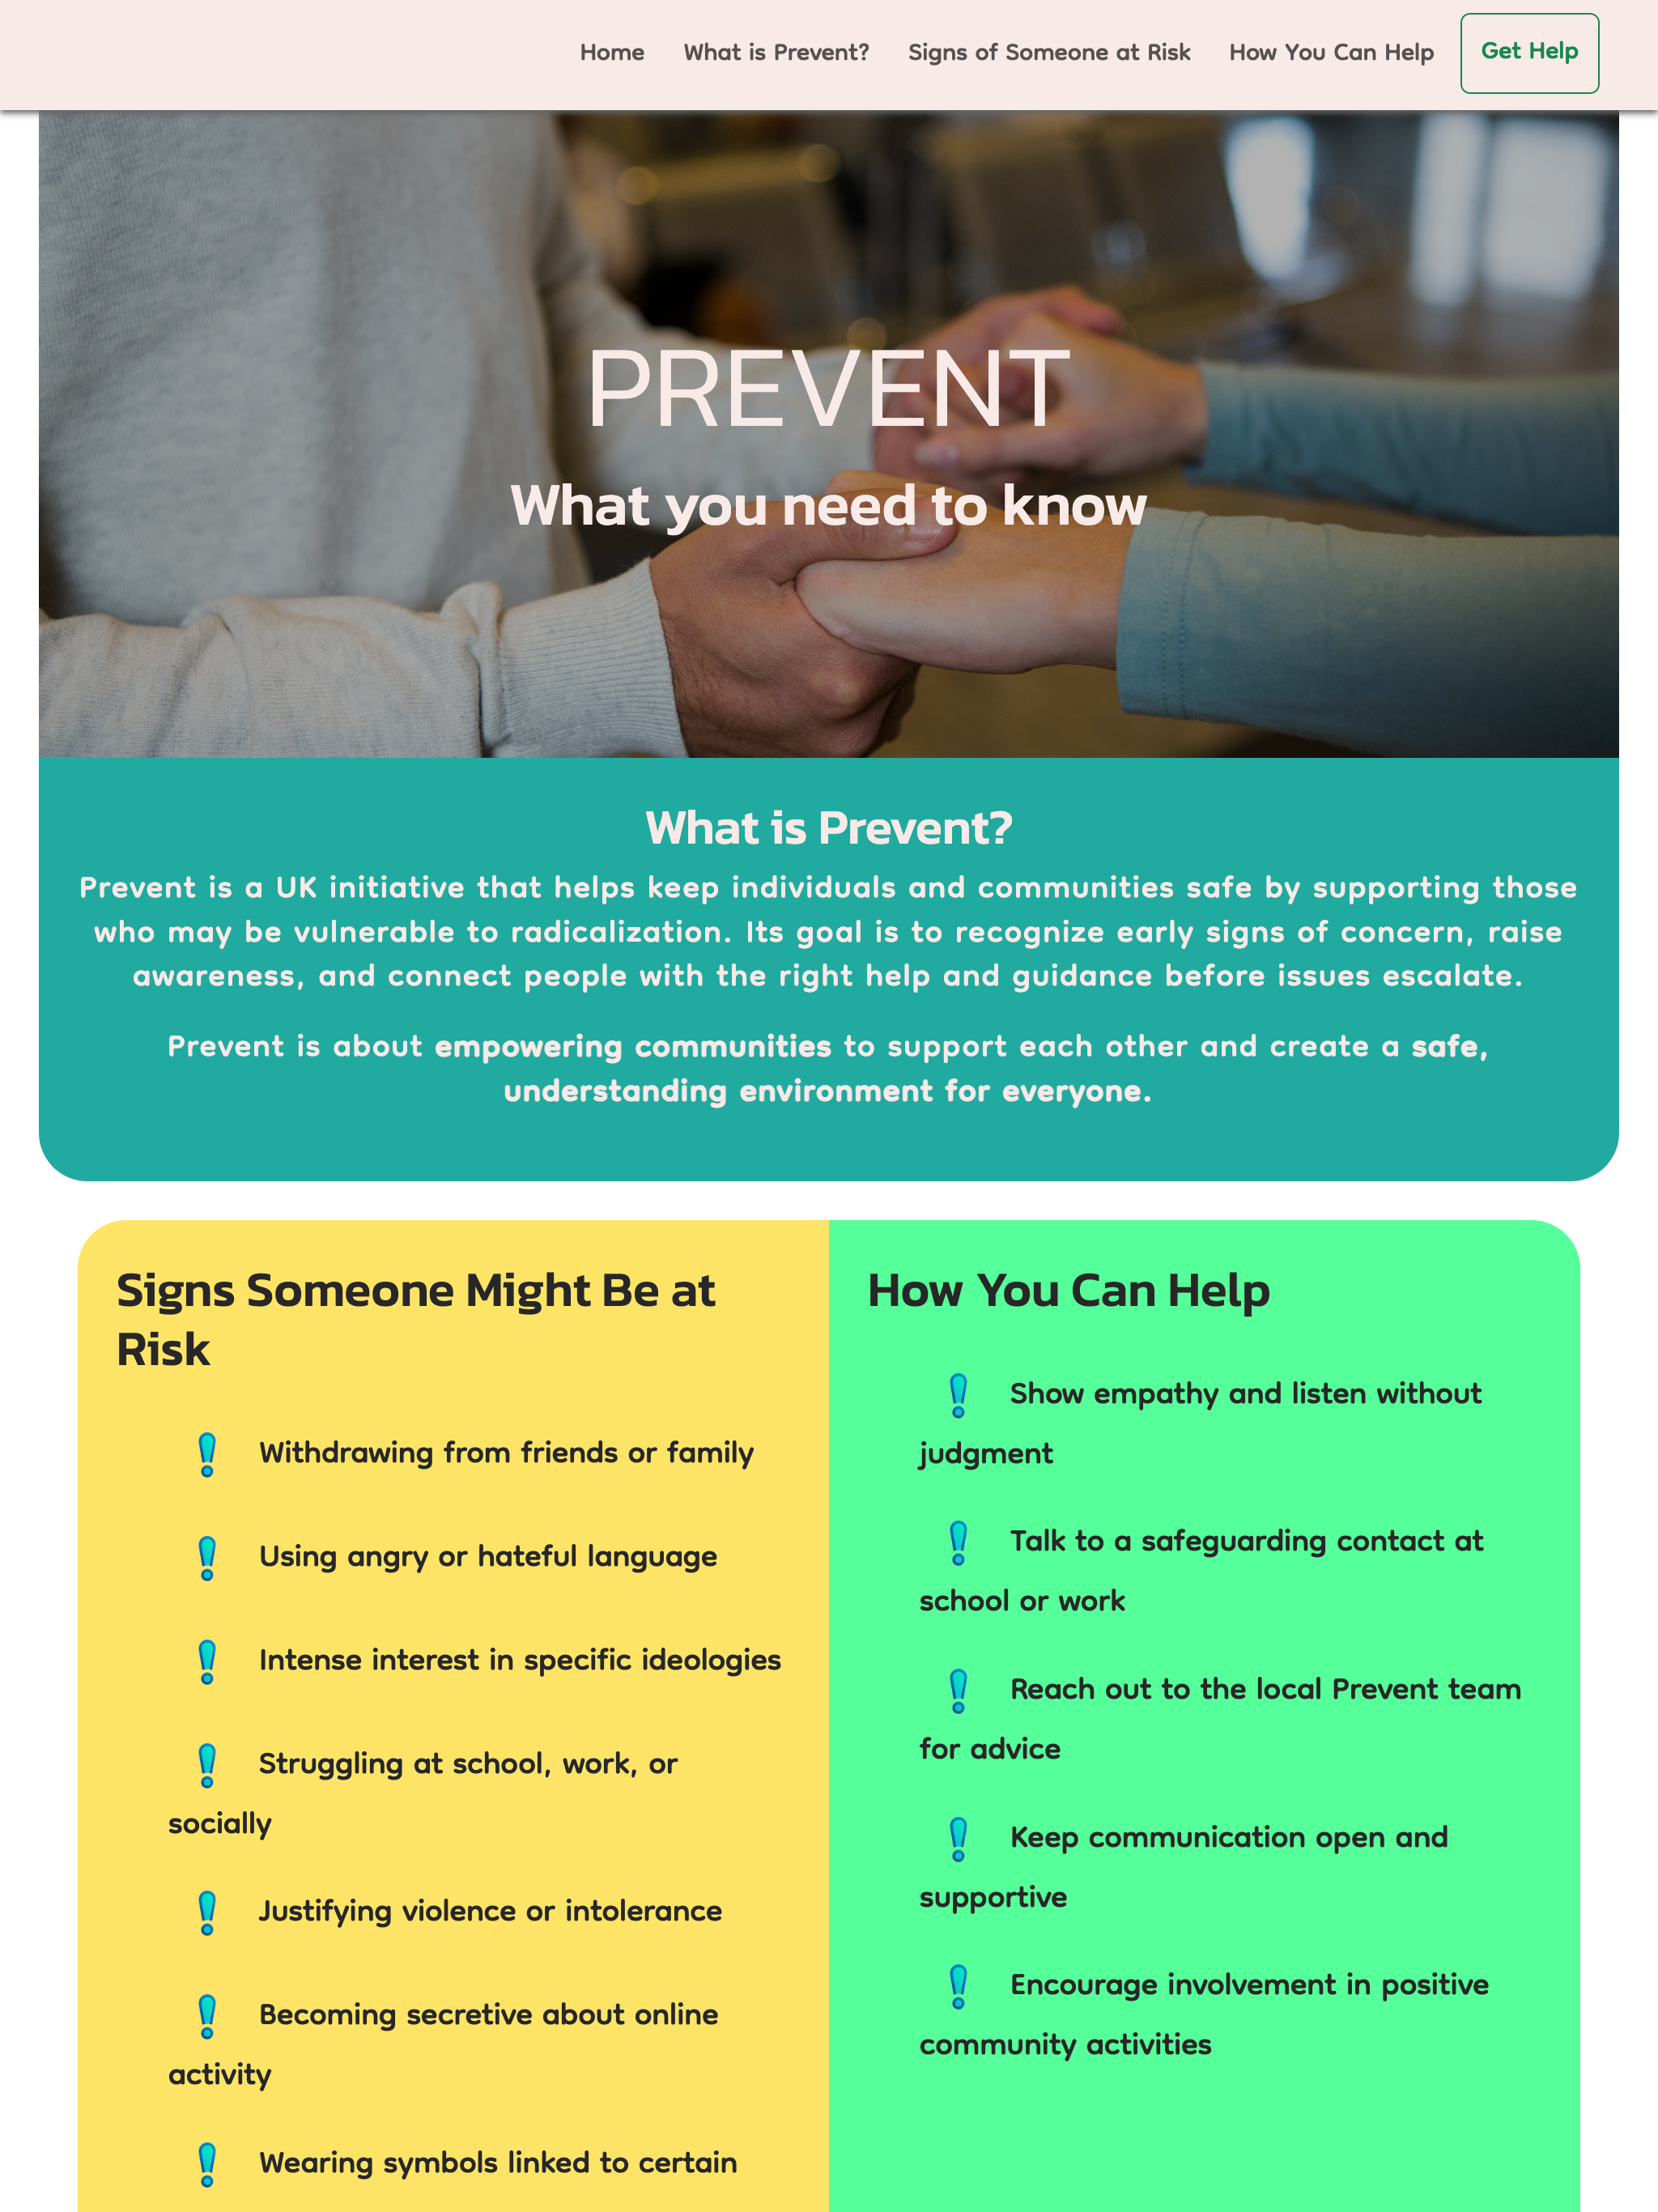 Home What is Prevent? Signs of Someone at Risk How You Can Help Get Help
PREVENT
What you need to know
What is Prevent?
Prevent is a UK initiative that helps keep individuals and communities safe by supporting those
who may be vulnerable to radicalization. Its goal is to recognize early signs of concern, raise
awareness, and connect people with the right help and guidance before issues escalate.
Prevent is about empowering communities to support each other and create a safe,
understanding environment for everyone.
Signs Someone Might Be at
Risk
❗ Withdrawing from friends or family
❗ Using angry or hateful language
❗ Intense interest in specific ideologies
❗ Struggling at school, work, or
socially
❗ Justifying violence or intolerance
❗ Becoming secretive about online
activity
❗ Wearing symbols linked to certain
How You Can Help
❗ Show empathy and listen without
judgment
❗ Talk to a safeguarding contact at
school or work
❗ Reach out to the local Prevent team
for advice
❗ Keep communication open and
supportive
❗ Encourage involvement in positive
community activities